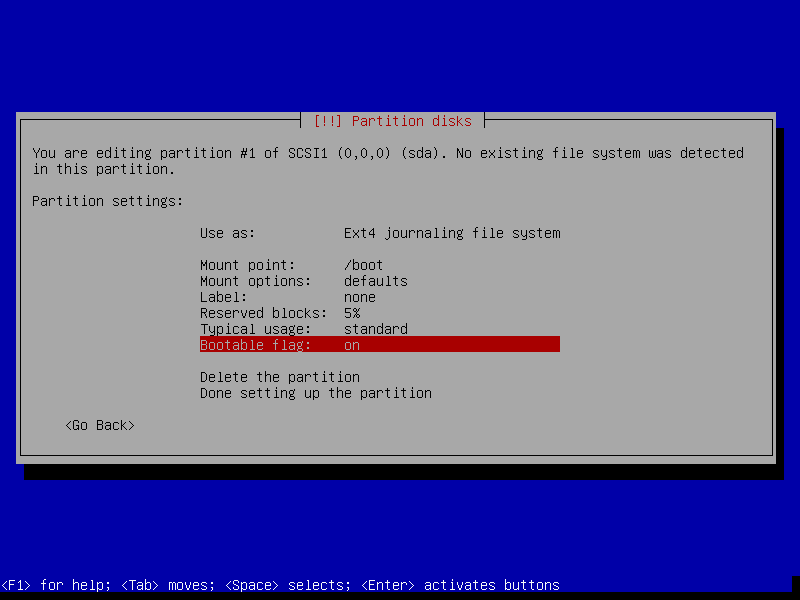 [!!] Partition disks
You are editing partition #1 of SCSI1 (0,0,0) (sda). No existing file system was detected
in this partition.
Partition settings:
Use as: Ext4 journaling file system
Mount point: /boot
Mount options: defaults
Label: none
Reserved blocks: 5%
Typical usage: standard
Bootable flag: on
Delete the partition
Done setting up the partition
<Go Back>
<F1> for help; <Tab> moves; <Space> selects; <Enter> activates buttons